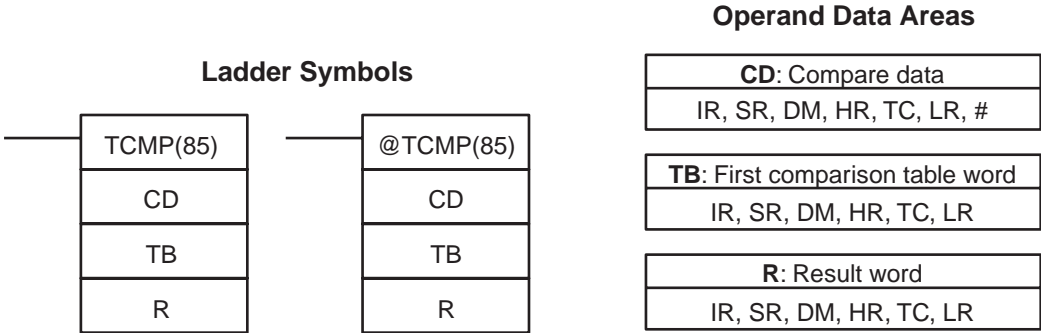 Ladder Symbols
TCMP(85)
CD
TB
R
@TCMP(85)
CD
TB
R
Operand Data Areas
CD: Compare data
IR, SR, DM, HR, TC, LR, #
TB: First comparison table word
IR, SR, DM, HR, TC, LR
R: Result word
IR, SR, DM, HR, TC, LR